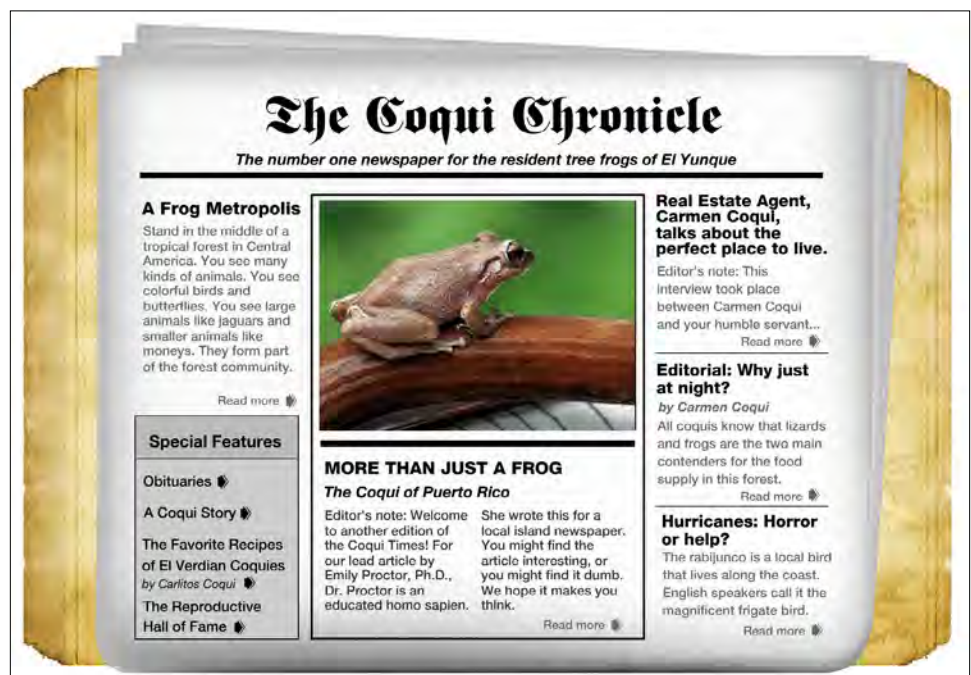 The Coqui Chronicle
The number one newspaper for the resident tree frogs of El Yunque
A Frog Metropolis
Stand in the middle of a
tropical forest in Central
America. You see many
kinds of animals. You see
colorful birds and
butterflies. You see large
animals like jaguars and
smaller animals like
moneys. They form part
of the forest community.
Read more
Special Features
Obituaries
A Coqui Story
The Favorite Recipes
of El Verdian Coquies
by Carlitos Coqui
The Reproductive
Hall of Fame
MORE THAN JUST A FROG
The Coqui of Puerto Rico
Editor's note: Welcome
to another edition of
the Coqui Times! For
our lead article by
Emily Proctor, Ph.D.,
Dr. Proctor is an
educated homo sapien.
She wrote this for a
local island newspaper.
You might find the
article interesting, or
you might find it dumb.
We hope it makes you
think.
Read more
Real Estate Agent,
Carmen Coqui,
talks about the
perfect place to live.
Editor's note: This
interview took place
between Carmen Coqui
and your humble servant...
Read more
Editorial: Why just
at night?
by Carmen Coqui
All coquis know that lizards
and frogs are the two main
contenders for the food
supply in this forest.
Read more
Hurricanes: Horror
or help?
The rabijunco is a local bird
that lives along the coast.
English speakers call it the
magnificent frigate bird.
Read more